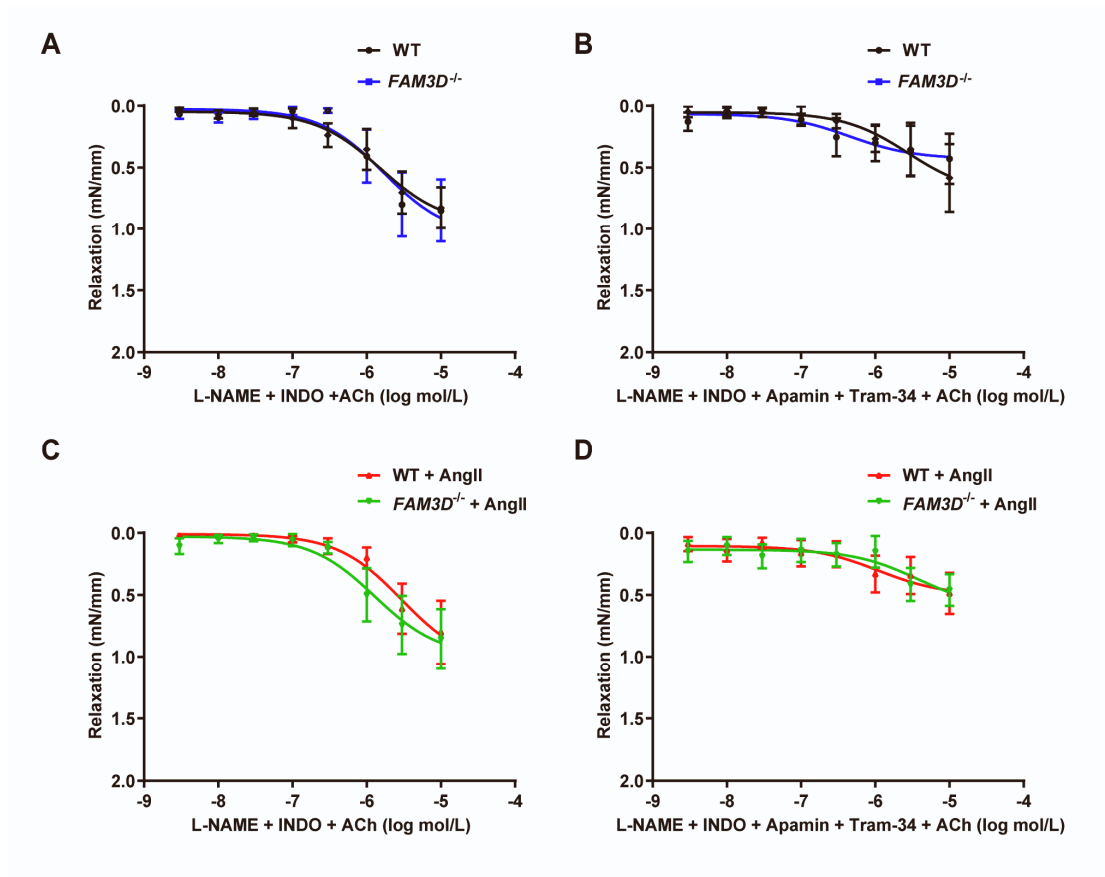 A
WT
FAM3D-/-
0.0
0.5
1.0
1.5
2.0
Relaxation (mN/mm)
-9 -8 -7 -6 -5 -4
L-NAME + INDO +ACh (log mol/L)
B
WT
FAM3D-/-
0.0
0.5
1.0
1.5
2.0
Relaxation (mN/mm)
-9 -8 -7 -6 -5 -4
L-NAME + INDO + Apamin + Tram-34 + ACh (log mol/L)
C
WT + AngII
FAM3D-/- + AngII
0.0
0.5
1.0
1.5
2.0
Relaxation (mN/mm)
-9 -8 -7 -6 -5 -4
L-NAME + INDO + ACh (log mol/L)
D
WT + AngII
FAM3D-/- + AngII
0.0
0.5
1.0
1.5
2.0
Relaxation (mN/mm)
-9 -8 -7 -6 -5 -4
L-NAME + INDO + Apamin + Tram-34 + ACh (log mol/L)